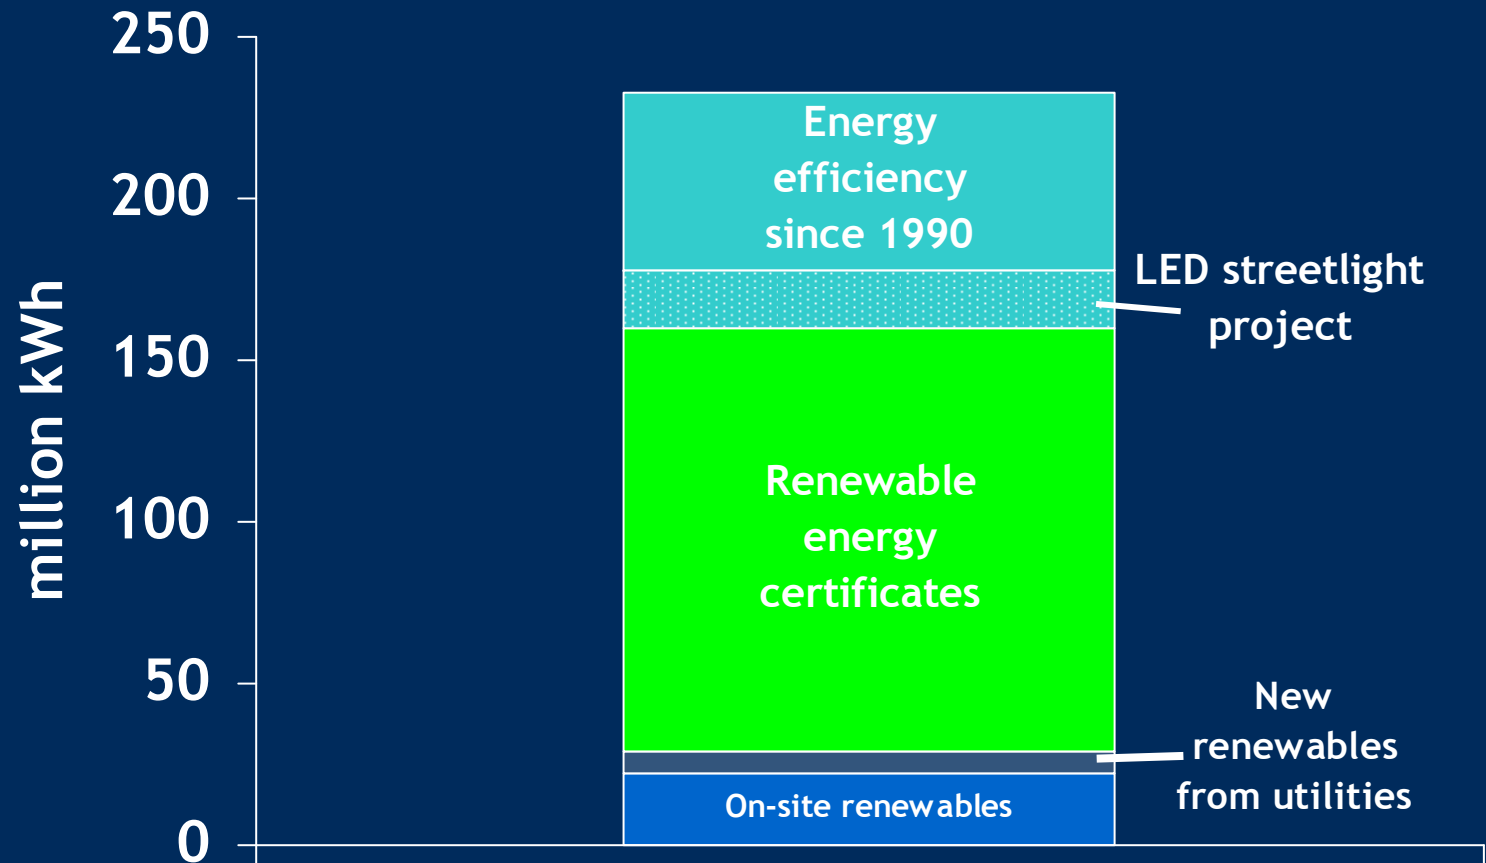 million kWh
250
200
150
100
50
0
Energy
efficiency
since 1990
LED streetlight
project
Renewable
energy
certificates
New
renewables
from utilities
On-site renewables